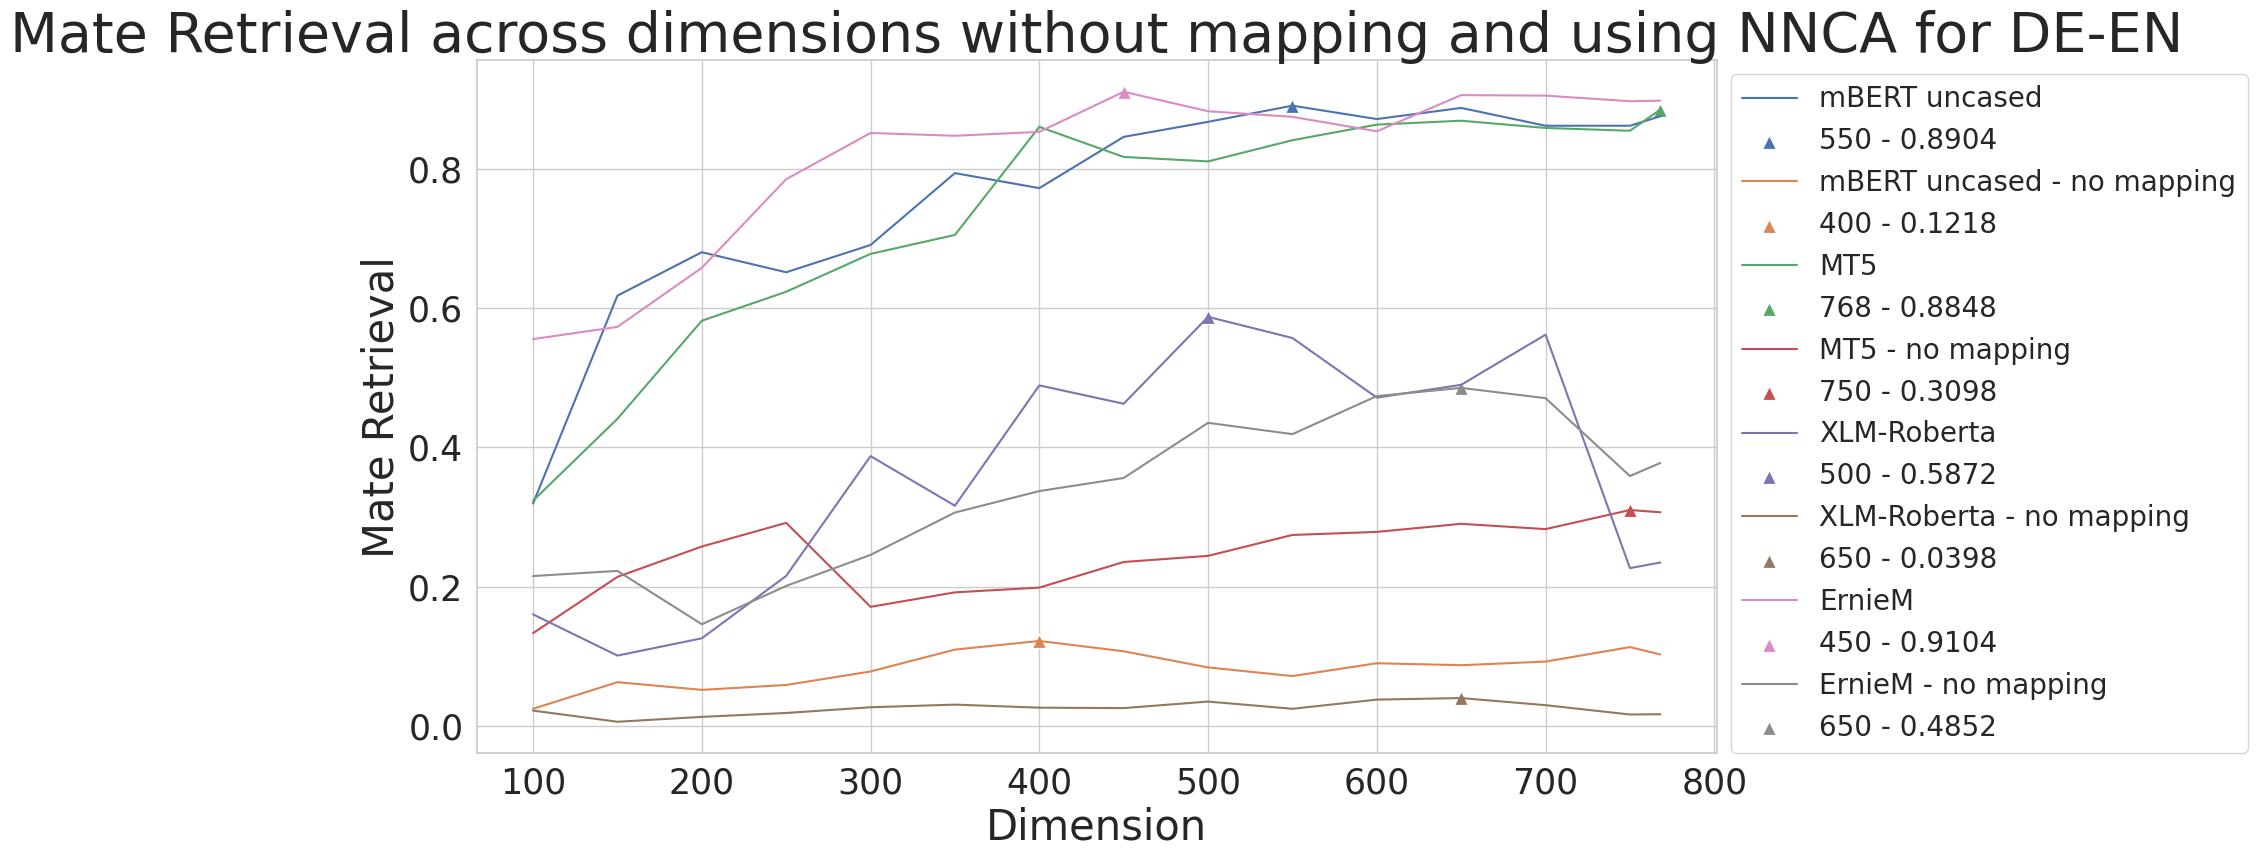 Mate Retrieval across dimensions without mapping and using NNCA for DE-EN
Mate Retrieval
0.8
0.6
0.4
0.2
0.0
100 200 300 400 500 600 700 800
Dimension
mBERT uncased
550 - 0.8904
mBERT uncased - no mapping
400 - 0.1218
MT5
768 - 0.8848
MT5 - no mapping
750 - 0.3098
XLM-Roberta
500 - 0.5872
XLM-Roberta - no mapping
650 - 0.0398
ErnieM
450 - 0.9104
ErnieM - no mapping
650 - 0.4852